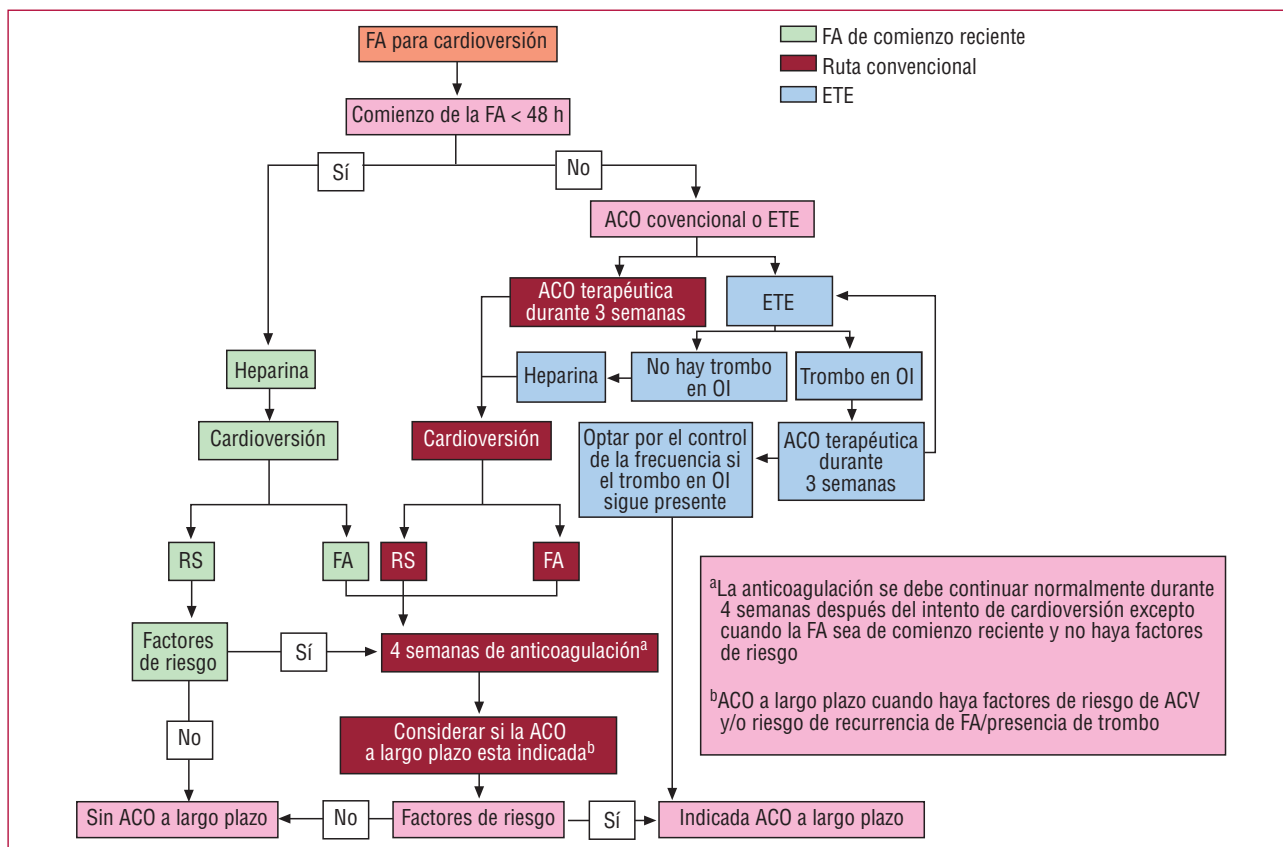 FA para cardioversión
FA de comienzo reciente
Ruta convencional
ETE
Comienzo de la FA < 48 h
Sí
No
ACO covencional o ETE
ACO terapéutica
durante 3 semanas
ETE
Heparina
Heparina
No hay trombo
en OI
Trombo en OI
Cardioversión
Cardioversión
Optar por el control
de la frecuencia si
el trombo en OI
sigue presente
ACO terapéutica
durante
3 semanas
RS
FA
RS
FA
Factores
de riesgo
Sí
4 semanas de anticoagulaciónᵃ
No
Considerar si la ACO
a largo plazo esta indicadaᵇ
Sin ACO a largo plazo
No
Factores de riesgo
Sí
Indicada ACO a largo plazo
ᵃLa anticoagulación se debe continuar normalmente durante
4 semanas después del intento de cardioversión excepto
cuando la FA sea de comienzo reciente y no haya factores
de riesgo
ᵇACO a largo plazo cuando haya factores de riesgo de ACV
y/o riesgo de recurrencia de FA/presencia de trombo